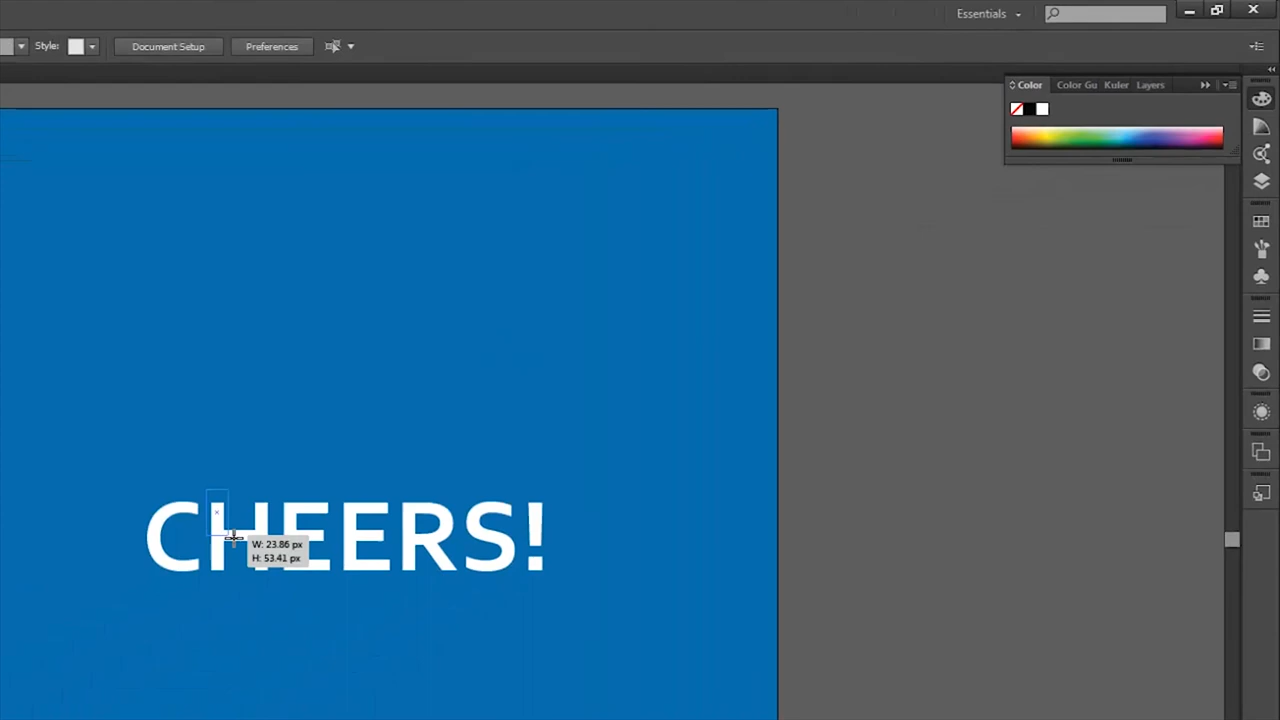 Essentials
Style:
Document Setup
Preferences
Color
Color Gu
Kuler
Layers
CHEERS!
W: 23.86 px
H: 53.41 px